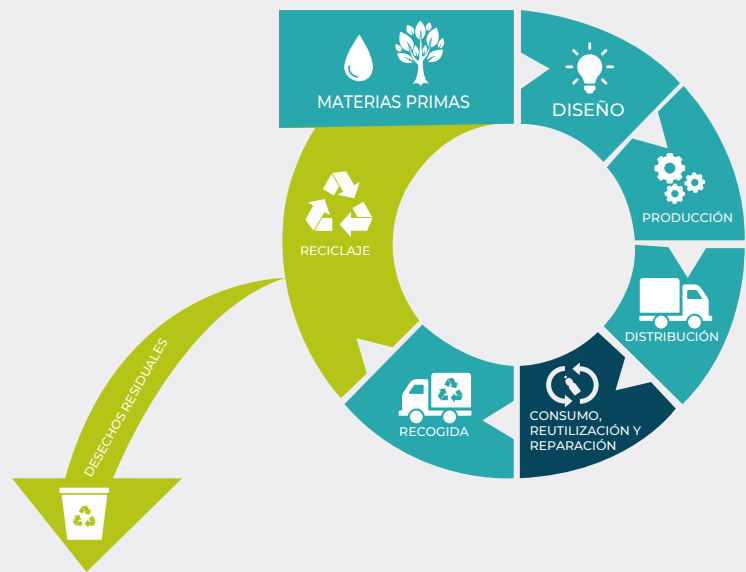 MATERIAS PRIMAS
DISEÑO
PRODUCCIÓN
DISTRIBUCIÓN
CONSUMO,
REUTILIZACIÓN Y
REPARACIÓN
RECOGIDA
RECICLAJE
DESECHOS RESIDUALES